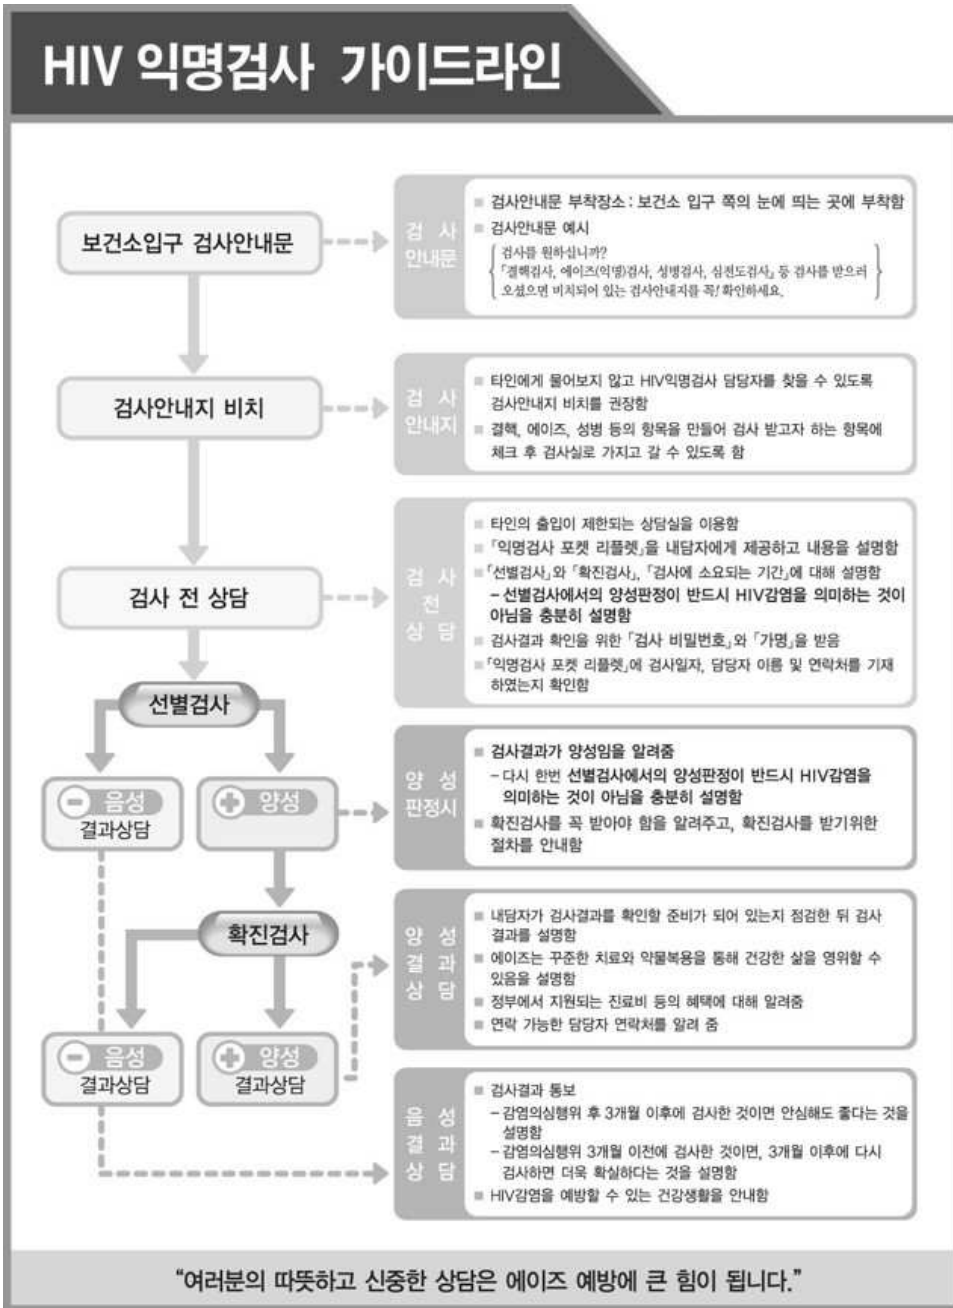 HIV 익명검사 가이드라인
보건소입구 검사안내문
검 사
안내문
■ 검사안내문 부착장소 : 보건소 입구 쪽의 눈에 띄는 곳에 부착함
■ 검사안내문 예시
검사를 원하십니까?
「결핵검사, 에이즈(익명)검사, 성병검사, 심전도검사」 등 검사를 받으러
오셨으면 비치되어 있는 검사안내지를 꼭! 확인하세요.
검사안내지 비치
검 사
안내지
■ 타인에게 물어보지 않고 HIV익명검사 담당자를 찾을 수 있도록
검사안내지 비치를 권장함
■ 결핵, 에이즈, 성병 등의 항목을 만들어 검사 받고자 하는 항목에
체크 후 검사실로 가지고 갈 수 있도록 함
검사 전 상담
검 사
전
상 담
■ 타인의 출입이 제한되는 상담실을 이용함
■ 「익명검사 포켓 리플렛」을 내담자에게 제공하고 내용을 설명함
■ 「선별검사」와 「확진검사」, 「검사에 소요되는 기간」에 대해 설명함
– 선별검사에서의 양성판정이 반드시 HIV감염을 의미하는 것이
아님을 충분히 설명함
■ 검사결과 확인을 위한 「검사 비밀번호」와 「가명」을 받음
■ 「익명검사 포켓 리플렛」에 검사일자, 담당자 이름 및 연락처를 기재
하였는지 확인함
선별검사
음성
결과상담
양성
양 성
판정시
■ 검사결과가 양성임을 알려줌
– 다시 한번 선별검사에서의 양성판정이 반드시 HIV감염을
의미하는 것이 아님을 충분히 설명함
■ 확진검사를 꼭 받아야 함을 알려주고, 확진검사를 받기위한
절차를 안내함
확진검사
양 성
결 과
상 담
■ 내담자가 검사결과를 확인할 준비가 되어 있는지 점검한 뒤 검사
결과를 설명함
■ 에이즈는 꾸준한 치료와 약물복용을 통해 건강한 삶을 영위할 수
있음을 설명함
■ 정부에서 지원되는 진료비 등의 혜택에 대해 알려줌
■ 연락 가능한 담당자 연락처를 알려 줌
음성
결과상담
양성
결과상담
음 성
결 과
상 담
■ 검사결과 통보
– 감염의심행위 후 3개월 이후에 검사한 것이면 안심해도 좋다는 것을
설명함
– 감염의심행위 3개월 이전에 검사한 것이면, 3개월 이후에 다시
검사하면 더욱 확실하다는 것을 설명함
■ HIV감염을 예방할 수 있는 건강생활을 안내함
“여러분의 따뜻하고 신중한 상담은 에이즈 예방에 큰 힘이 됩니다.”